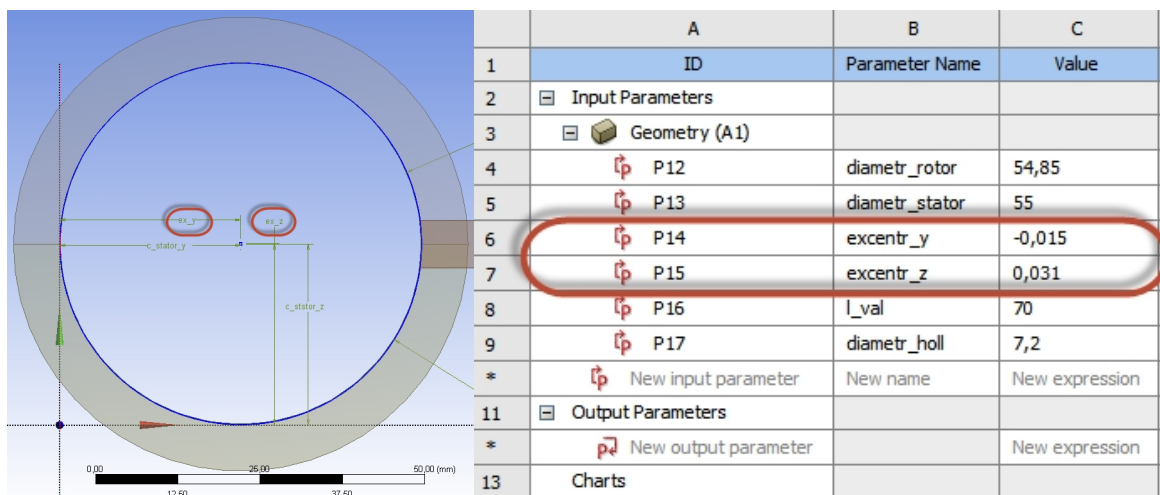 ex_y
ex_z
c_stator_y
c_ststor_z
0,00
25,00
50,00 (mm)
12,50
37,50
A B C
1 ID Parameter Name Value
2 Input Parameters
3 Geometry (A1)
4 P12 diametr_rotor 54,85
5 P13 diametr_stator 55
6 P14 excentr_y -0,015
7 P15 excentr_z 0,031
8 P16 l_val 70
9 P17 diametr_holl 7,2
* New input parameter New name New expression
11 Output Parameters
* New output parameter New expression
13 Charts